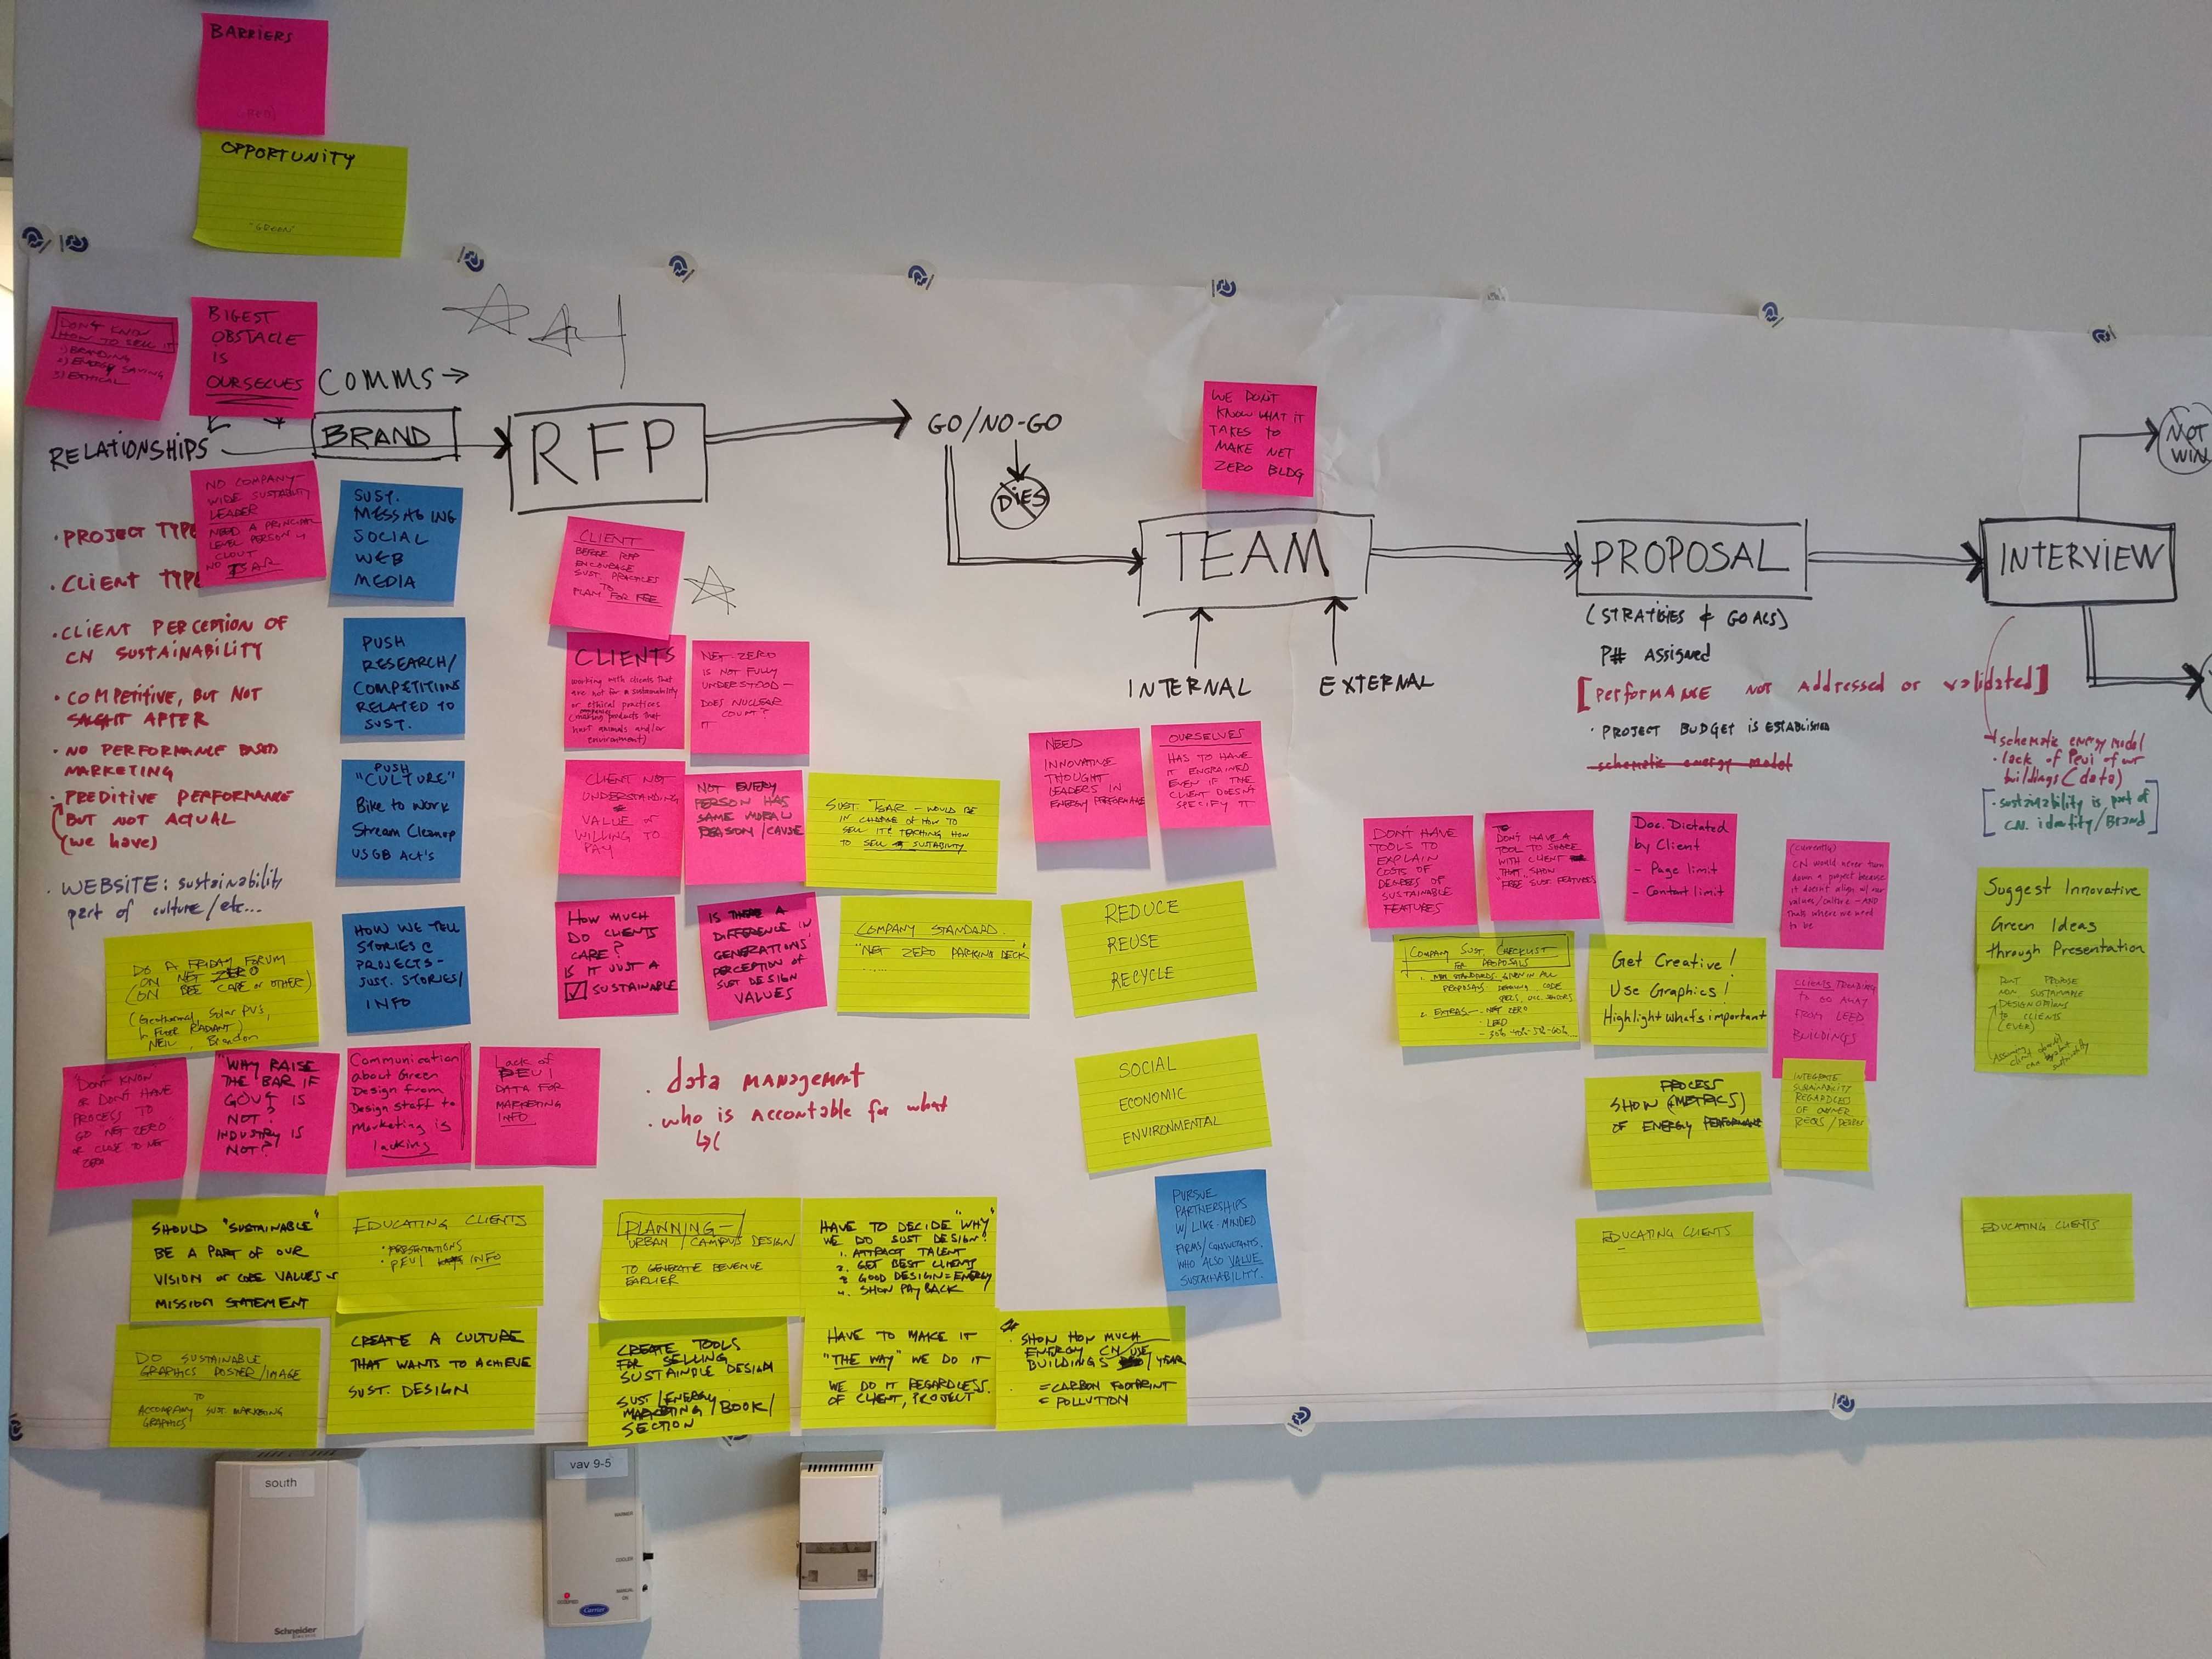 BARRIERS
(RED)
OPPORTUNITY
"GREEN"
DON'T KNOW
HOW TO SELL IT
1) BRANDING
2) ENERGY SAVING
3) ETHICAL
BIGEST
OBSTACLE
IS
OURSELVES
COMMS →
RELATIONSHIPS
BRAND
RFP
GO/NO-GO
DIES
WE DON'T
KNOW WHAT IT
TAKES to
MAKE NET
ZERO BLDG
TEAM
INTERNAL
EXTERNAL
PROPOSAL
(STRATIGIES & GOALS)
P# Assigned
[PERFORMANCE NOT Addressed or validated]
• PROJECT BUDGET IS ESTABLISHED
schematic energy model
INTERVIEW
NOT
WIN
→ schematic energy model
• lack of Peui of our
buildings (data)
[• sustainability is part of
C.N. identity/Brand]
• PROJECT TYPE
• CLIENT TYPE
• CLIENT PERCEPTION OF
CN SUSTAINABILITY
• COMPETITIVE, BUT NOT
SAUGHT AFTER
• NO PERFORMANCE BASED
MARKETING
• PREDITIVE PERFORMANCE
BUT NOT ACTUAL
(we have)
• WEBSITE: sustainability
part of culture/etc...
NO COMPANY-
WIDE SUSTABILITY
LEADER
NEED A PRINCIPAL
LEVEL PERSON w
CLOUT
NO TSAR
SUST.
MESSAGING
SOCIAL
WEB
MEDIA
PUSH
RESEARCH/
COMPETITIONS
RELATED TO
SUST.
PUSH
"CULTURE"
Bike to Work
Stream Cleanup
USGB Act's
HOW WE TELL
STORIES @
PROJECTS-
SUST. STORIES/
INFO
CLIENT
BEFORE RFP
ENCOURAGE
SUST. PRACTICES
TO
PLAN FOR FEE
CLIENTS
working with clients that
are not for a sustainability
or ethical practices
companies
(making products that
hurt animals and/or
environment)
NET-ZERO
IS NOT FULLY
UNDERSTOOD-
DOES NUCLEAR
COUNT?
IT
CLIENT NOT
UNDERSTANDING
VALUE or
WILLING TO
PAY
NOT EVERY
PERSON HAS
SAME MORAL
REASON/CAUSE
SUST TSAR - WOULD BE
IN CHARGE of HOW TO
SELL IT & TEACHING HOW
TO SELL SUSTABILITY
HOW MUCH
DO CLIENTS
CARE?
IS IT JUST A
☑ SUSTAINABLE
IS THERE A
DIFFERENCE IN
GENERATIONS'
PERCEPTION OF
SUST DESIGN
VALUES
COMPANY STANDARD.
"NET ZERO PARKING DECK"
......
NEED
INNOVATIVE
THOUGHT
LEADERS IN
ENERGY PERFORMANCE
OURSELVES
HAS TO HAVE
IT ENGRAINED
EVEN IF THE
CLIENT DOESN'T
SPECIFY IT
REDUCE
REUSE
RECYCLE
SOCIAL
ECONOMIC
ENVIRONMENTAL
PURSUE
PARTNERSHIPS
W/ LIKE-MINDED
FIRMS/CONSULTANTS.
WHO ALSO VALUE
SUSTAINABILITY.
DON'T HAVE
TOOLS TO
EXPLAIN
COSTS OF
DEGREES OF
SUSTAINABLE
FEATURES
DON'T HAVE A
TOOL TO SHARE
WITH CLIENT
THAT SHOW
"FREE SUST. FEATURES
Doc. Dictated
by Client
- Page limit
- Content limit
(currently)
CN would never turn
down a project because
it doesn't align w/ our
values/culture - AND
thats where we need
to be
COMPANY SUST. CHECKLIST
FOR PROPOSALS
1. MIN STANDARDS GIVEN IN ALL
PROPOSALS
2. EXTRAS - NET ZERO
- LEED
- 30%-40%-5%-60%
Get Creative!
Use Graphics!
Highlight what's important
CLIENTS TRENDING
TO GO AWAY
FROM LEED
BUILDINGS
PROCESS
SHOW (METRICS)
OF ENERGY PERFORMANCE
INTEGRATE
SUSTAINABILITY
REGARDLESS
OF OWNER
REQS/DESIRES
EDUCATING CLIENTS
Suggest Innovative
Green Ideas
through Presentation
DONT PROPOSE
NON SUSTAINABLE
DESIGN OPTIONS
to CLIENTS
(EVER)
EDUCATING CLIENTS
DO A FRIDAY FORUM
ON NET ZERO
(ON BEE CORE or OTHER)
(Geothermal, Solar PVs,
In Floor RADIANT)
NEIL, Brandon
DON'T KNOW
OR DON'T HAVE
PROCESS TO
GO NET ZERO
OR CLOSE TO NET
ZERO
"WHY RAISE
THE BAR IF
GOV'T IS
NOT?
INDUSTRY IS
NOT?"
Communication
about Green
Design from
Design staff to
Marketing is
lacking
Lack of
PEUI
DATA FOR
MARKETING
INFO
• data MANAGEMENT
• who is accontable for what
SHOULD "SUSTAINABLE"
BE A PART OF OUR
VISION or CORE VALUES or
MISSION STATEMENT
EDUCATING CLIENTS
• PRESENTATIONS
• PEUI INFO
PLANNING-
URBAN/CAMPUS DESIGN
TO GENERATE REVENUE
EARLIER
HAVE TO DECIDE "WHY"
WE DO SUST DESIGN?
1. ATTRACT TALENT
2. GET BEST CLIENTS
3. GOOD DESIGN = ENERGY
4. SHOW PAYBACK
DO SUSTAINABLE
GRAPHICS POSTER/IMAGE
TO
ACCOMPANY SUST. MARKETING
GRAPHICS
CREATE A CULTURE
THAT WANTS TO ACHIEVE
SUST. DESIGN
CREATE TOOLS
FOR SELLING
SUSTAINBLE DESIGN
SUST/ENERGY
MARKETING/BOOK/
SECTION
HAVE TO MAKE IT
"THE WAY" WE DO IT
WE DO IT REGARDLESS
OF CLIENT, PROJECT
• SHOW HOW MUCH
ENERGY CN USE
BUILDINGS /YEAR
= CARBON FOOTPRINT
= POLLUTION
south
Schneider
Electric
vav 9-5
WARMER
COOLER
MANUAL
ON
Carrier